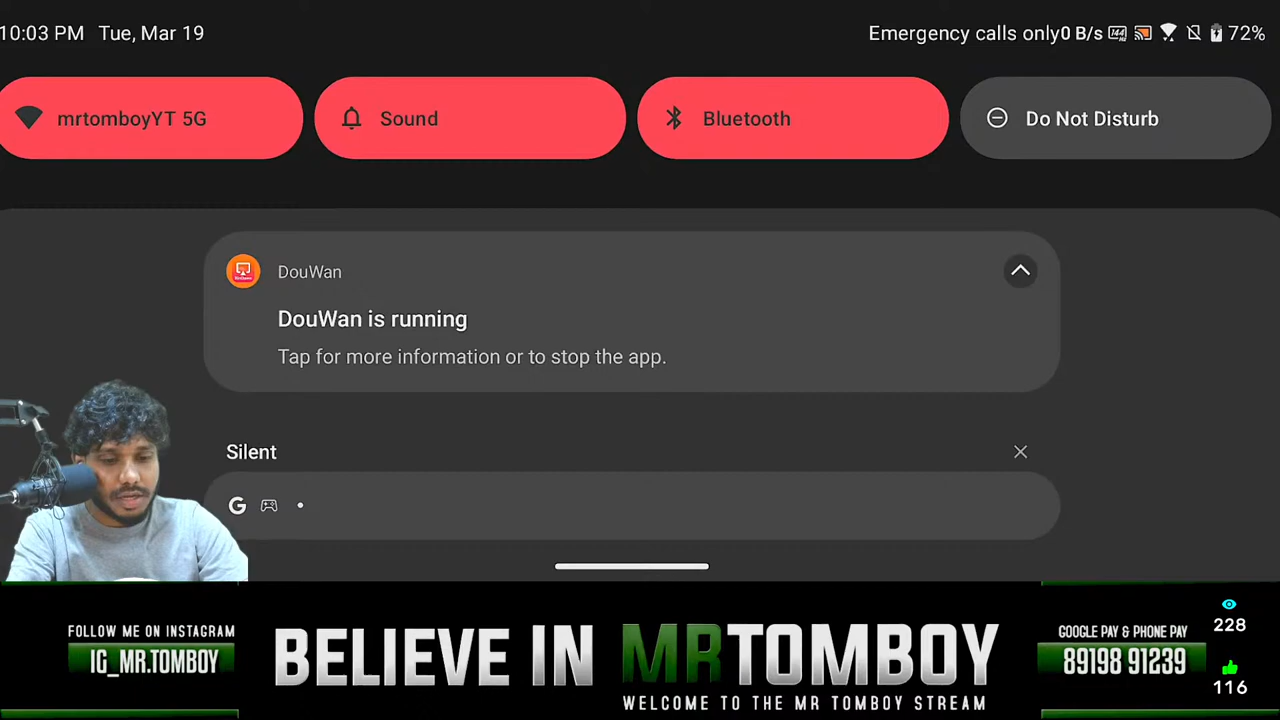 10:03 PM Tue, Mar 19
Emergency calls only0 B/s 144Hz 72%
mrtomboyYT 5G
Sound
Bluetooth
Do Not Disturb
DouWan
DouWan is running
Tap for more information or to stop the app.
Silent
G
FOLLOW ME ON INSTAGRAM
IG_MR.TOMBOY
BELIEVE IN MRTOMBOY
WELCOME TO THE MR TOMBOY STREAM
GOOGLE PAY & PHONE PAY
89198 91239
228
116